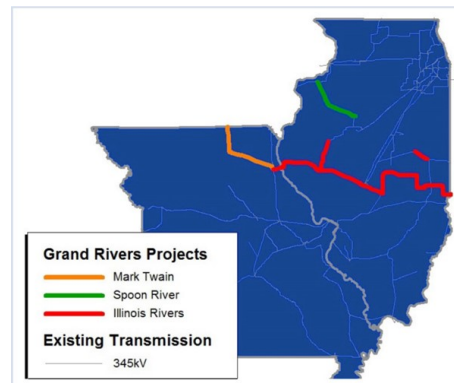 Grand Rivers Projects
Mark Twain
Spoon River
Illinois Rivers
Existing Transmission
345kV